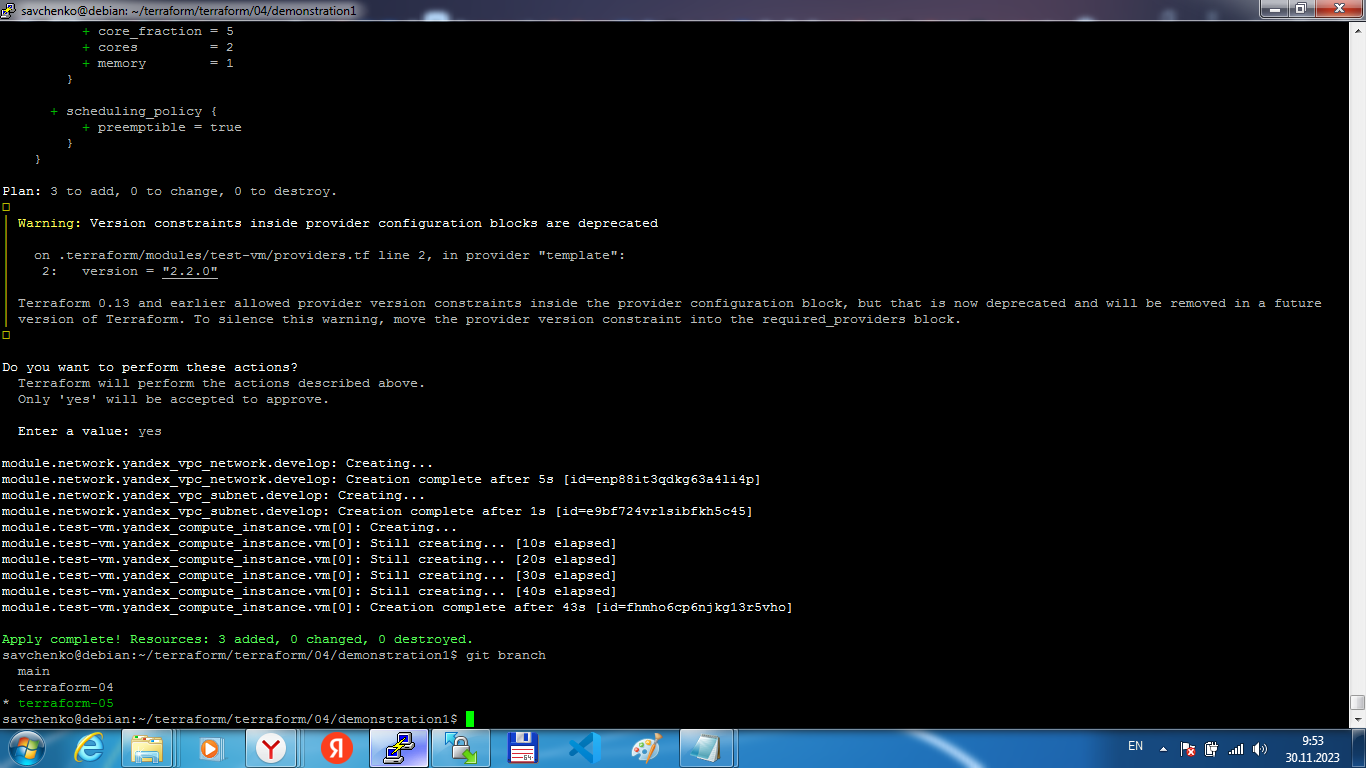 savchenko@debian: ~/terraform/terraform/04/demonstration1
+ core_fraction = 5
+ cores         = 2
+ memory        = 1
}
+ scheduling_policy {
+ preemptible = true
}
}
Plan: 3 to add, 0 to change, 0 to destroy.
Warning: Version constraints inside provider configuration blocks are deprecated
on .terraform/modules/test-vm/providers.tf line 2, in provider "template":
2:   version = "2.2.0"
Terraform 0.13 and earlier allowed provider version constraints inside the provider configuration block, but that is now deprecated and will be removed in a future
version of Terraform. To silence this warning, move the provider version constraint into the required_providers block.
Do you want to perform these actions?
Terraform will perform the actions described above.
Only 'yes' will be accepted to approve.
Enter a value: yes
module.network.yandex_vpc_network.develop: Creating...
module.network.yandex_vpc_network.develop: Creation complete after 5s [id=enp88it3qdkg63a4li4p]
module.network.yandex_vpc_subnet.develop: Creating...
module.network.yandex_vpc_subnet.develop: Creation complete after 1s [id=e9bf724vrlsibfkh5c45]
module.test-vm.yandex_compute_instance.vm[0]: Creating...
module.test-vm.yandex_compute_instance.vm[0]: Still creating... [10s elapsed]
module.test-vm.yandex_compute_instance.vm[0]: Still creating... [20s elapsed]
module.test-vm.yandex_compute_instance.vm[0]: Still creating... [30s elapsed]
module.test-vm.yandex_compute_instance.vm[0]: Still creating... [40s elapsed]
module.test-vm.yandex_compute_instance.vm[0]: Creation complete after 43s [id=fhmho6cp6njkg13r5vho]
Apply complete! Resources: 3 added, 0 changed, 0 destroyed.
savchenko@debian:~/terraform/terraform/04/demonstration1$ git branch
main
terraform-04
* terraform-05
savchenko@debian:~/terraform/terraform/04/demonstration1$
Я
64
EN
9:53
30.11.2023